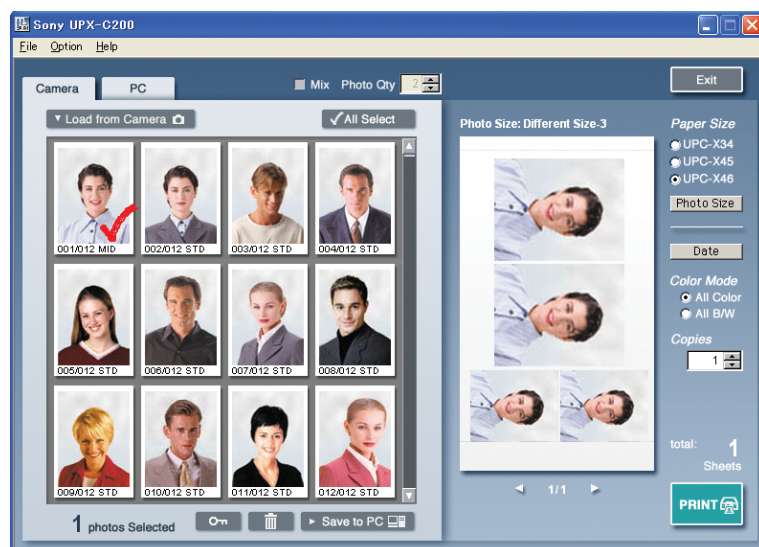 Sony UPX-C200
File Option Help
Camera PC
Mix Photo Qty 2
Exit
Load from Camera
All Select
001/012 MID 002/012 STD 003/012 STD 004/012 STD
005/012 STD 006/012 STD 007/012 STD 008/012 STD
009/012 STD 010/012 STD 011/012 STD 012/012 STD
1 photos Selected
Save to PC
Photo Size: Different Size-3
1/1
Paper Size
UPC-X34
UPC-X45
UPC-X46
Photo Size
Date
Color Mode
All Color
All B/W
Copies
1
total: 1
Sheets
PRINT